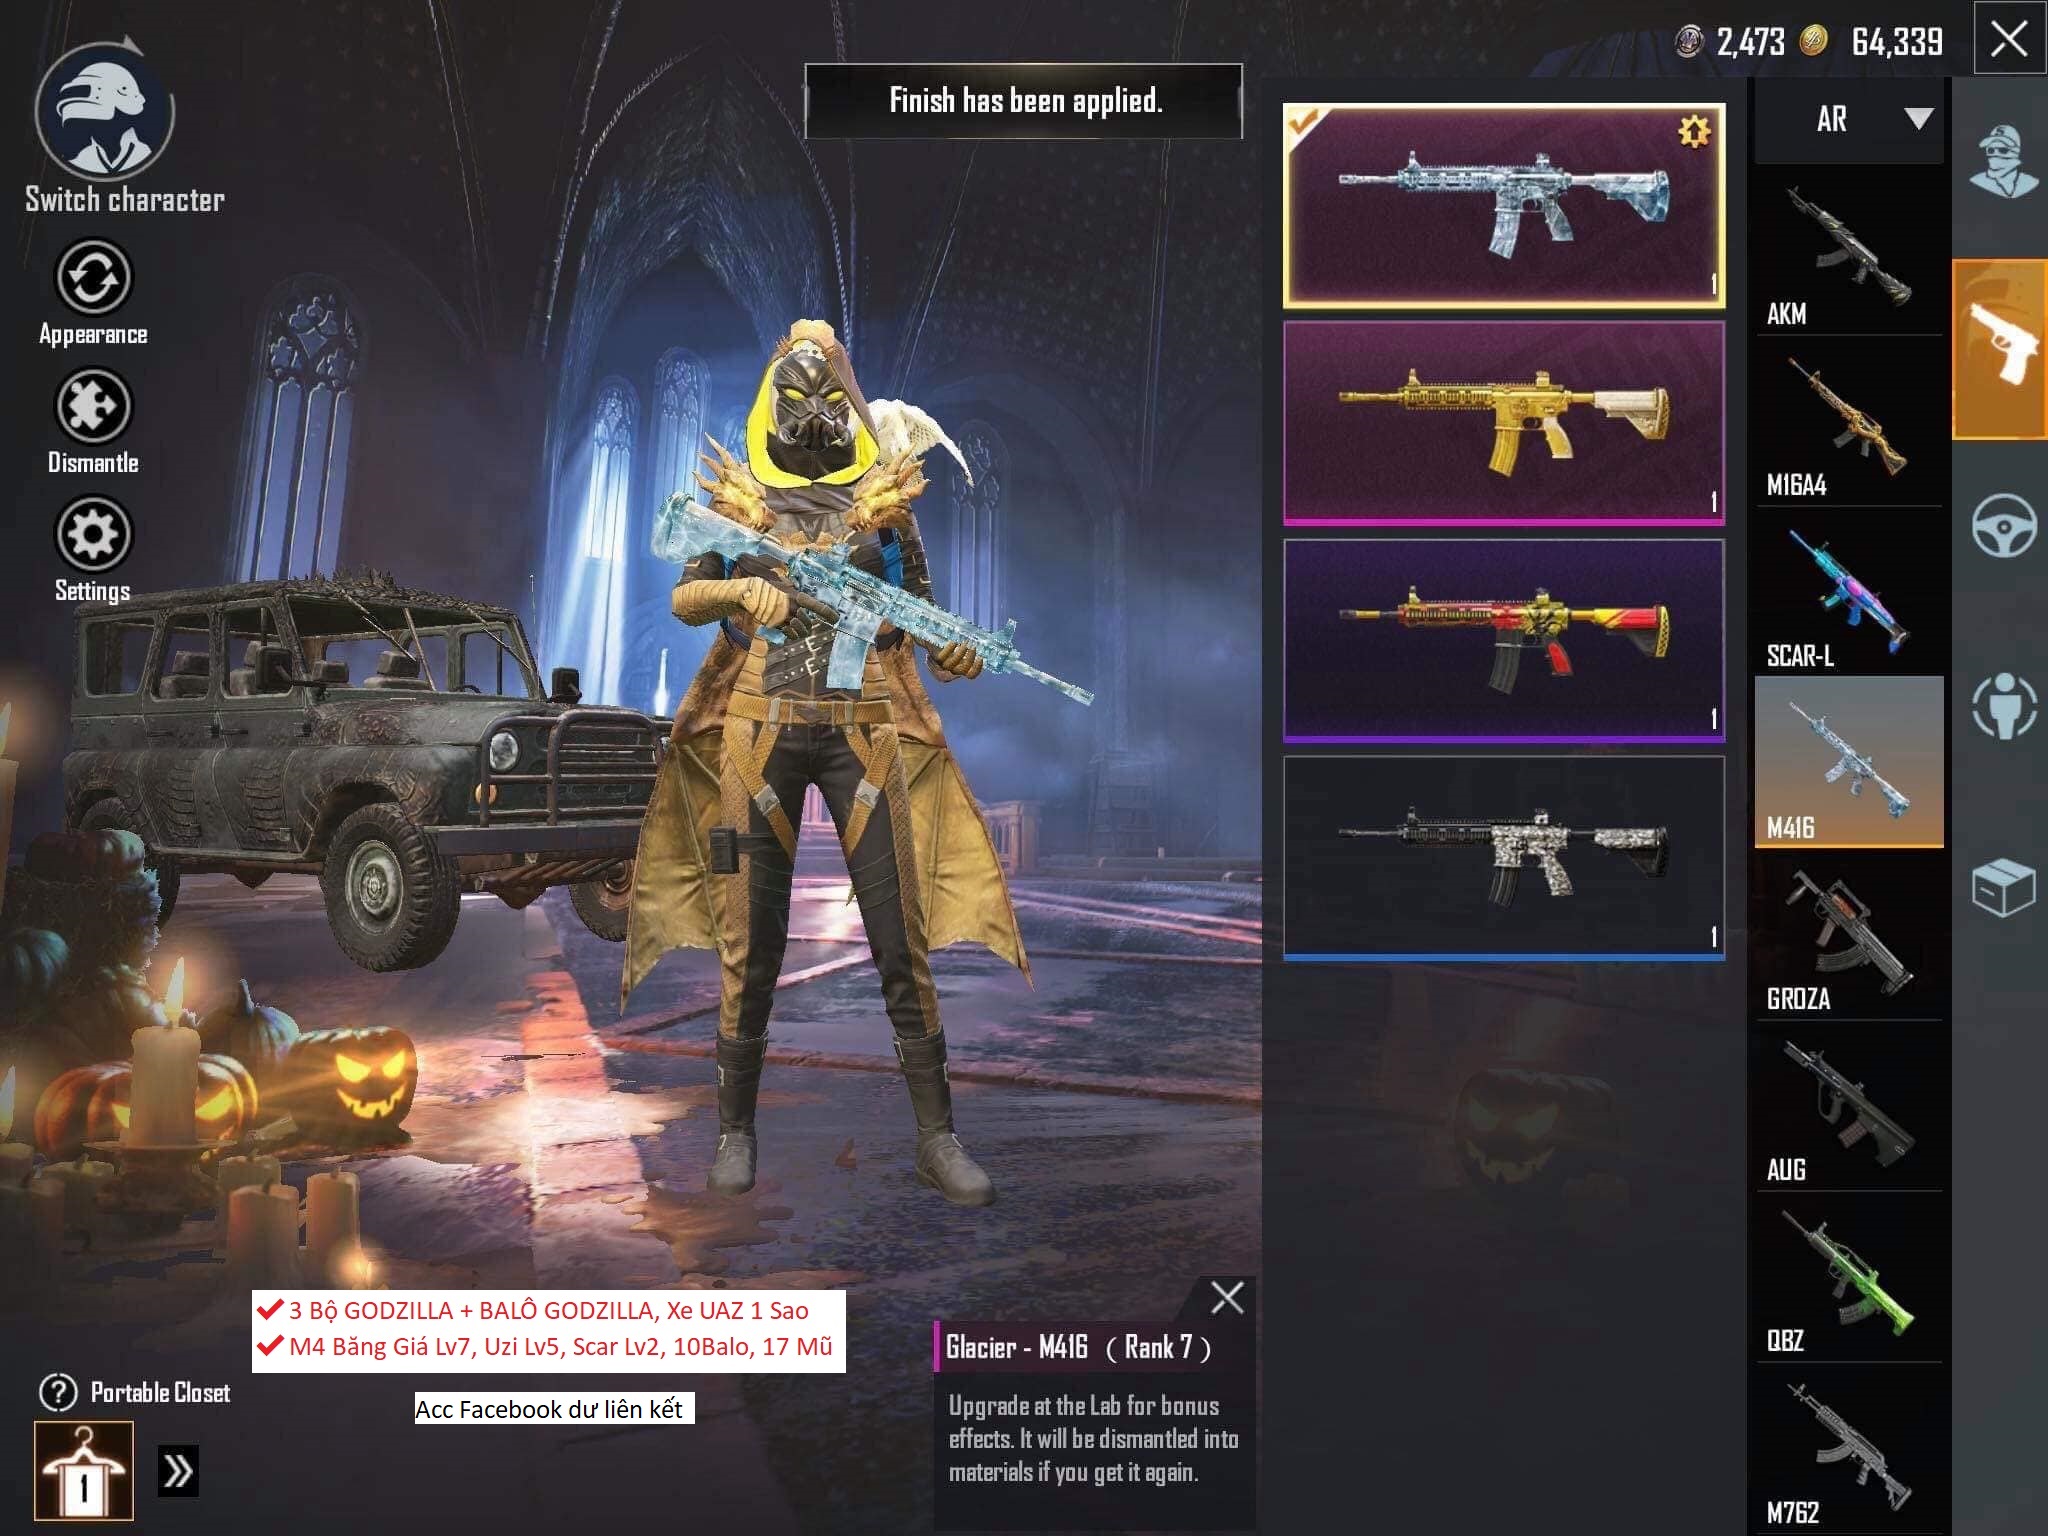 2,473
64,339
Finish has been applied.
Switch character
Appearance
Dismantle
Settings
1
1
1
1
AR
AKM
M16A4
SCAR-L
M416
GROZA
AUG
QBZ
M762
3 Bộ GODZILLA + BALÔ GODZILLA, Xe UAZ 1 Sao
M4 Băng Giá Lv7, Uzi Lv5, Scar Lv2, 10Balo, 17 Mũ
Acc Facebook dư liên kết
Glacier - M416 ( Rank 7 )
Upgrade at the Lab for bonus
effects. It will be dismantled into
materials if you get it again.
? Portable Closet
1